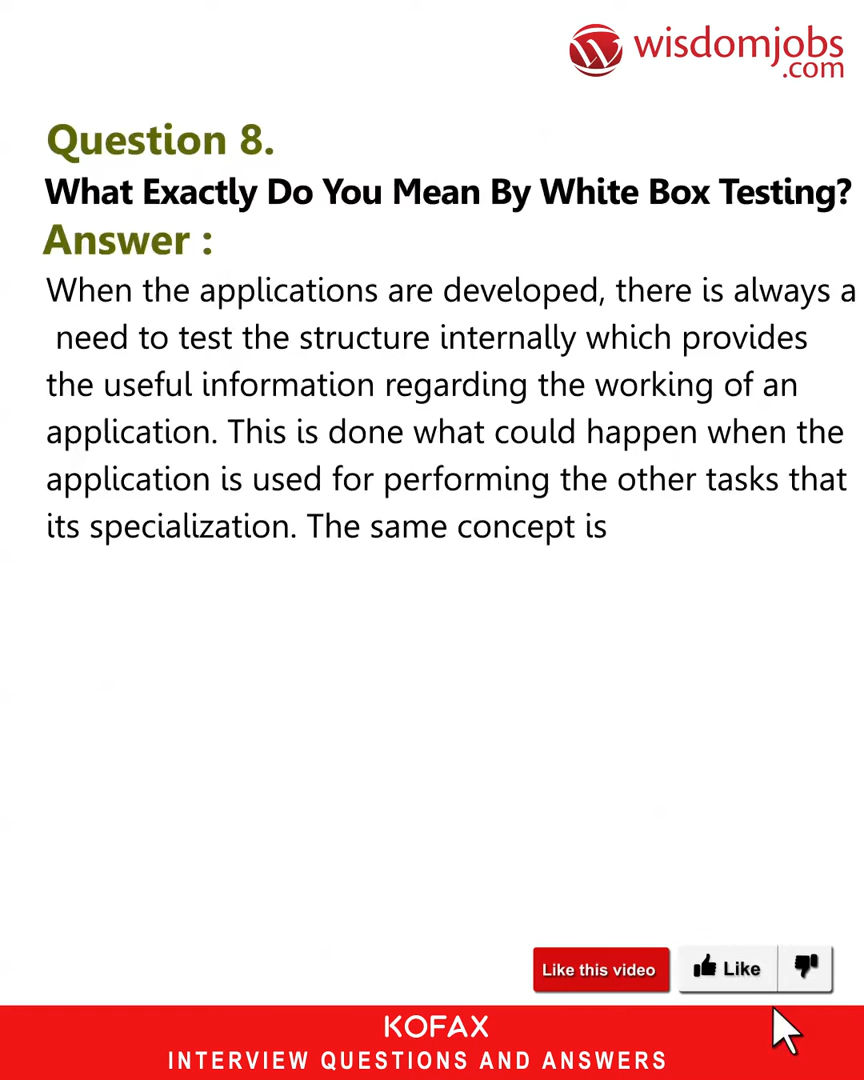 wisdomjobs
.com
Question 8.
What Exactly Do You Mean By White Box Testing?
Answer :
When the applications are developed, there is always a
need to test the structure internally which provides
the useful information regarding the working of an
application. This is done what could happen when the
application is used for performing the other tasks that
its specialization. The same concept is
Like this video
Like
KOFAX
INTERVIEW QUESTIONS AND ANSWERS